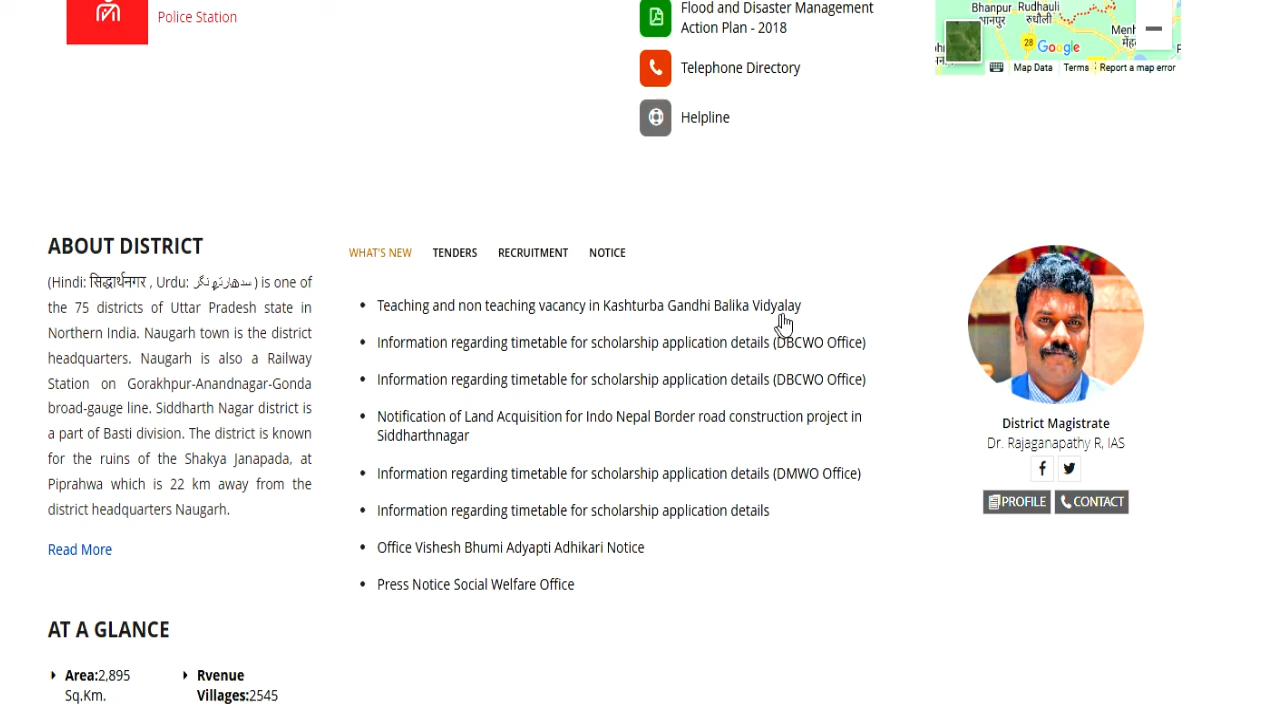 Police Station
Flood and Disaster Management
Action Plan - 2018
Telephone Directory
Helpline
Bhanpur
भानपुर
Rudhauli
रुधौली
28
Google
Map Data
Terms
Report a map error
ABOUT DISTRICT
(Hindi: सिद्धार्थनगर , Urdu: سدھارتھ نگر ) is one of
the 75 districts of Uttar Pradesh state in
Northern India. Naugarh town is the district
headquarters. Naugarh is also a Railway
Station on Gorakhpur-Anandnagar-Gonda
broad-gauge line. Siddharth Nagar district is
a part of Basti division. The district is known
for the ruins of the Shakya Janapada, at
Piprahwa which is 22 km away from the
district headquarters Naugarh.
Read More
AT A GLANCE
Area:2,895
Sq.Km.
Rvenue
Villages:2545
WHAT'S NEW TENDERS RECRUITMENT NOTICE
Teaching and non teaching vacancy in Kashturba Gandhi Balika Vidyalay
Information regarding timetable for scholarship application details (DBCWO Office)
Information regarding timetable for scholarship application details (DBCWO Office)
Notification of Land Acquisition for Indo Nepal Border road construction project in
Siddharthnagar
Information regarding timetable for scholarship application details (DMWO Office)
Information regarding timetable for scholarship application details
Office Vishesh Bhumi Adyapti Adhikari Notice
Press Notice Social Welfare Office
District Magistrate
Dr. Rajaganapathy R, IAS
PROFILE CONTACT